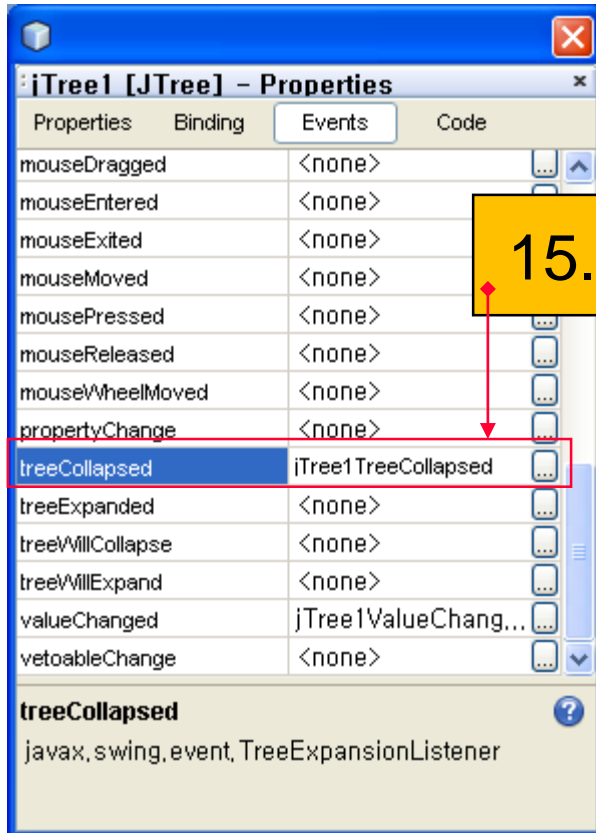 jTree1 [JTree] - Properties
Properties Binding Events Code
mouseDragged <none> ...
mouseEntered <none>
mouseExited <none>
mouseMoved <none>
15.
mousePressed <none> ...
mouseReleased <none> ...
mouseWheelMoved <none> ...
propertyChange <none> ...
treeCollapsed jTree1TreeCollapsed ...
treeExpanded <none> ...
treeWillCollapse <none> ...
treeWillExpand <none> ...
valueChanged jTree1ValueChang... ...
vetoableChange <none> ...
treeCollapsed
javax.swing.event.TreeExpansionListener